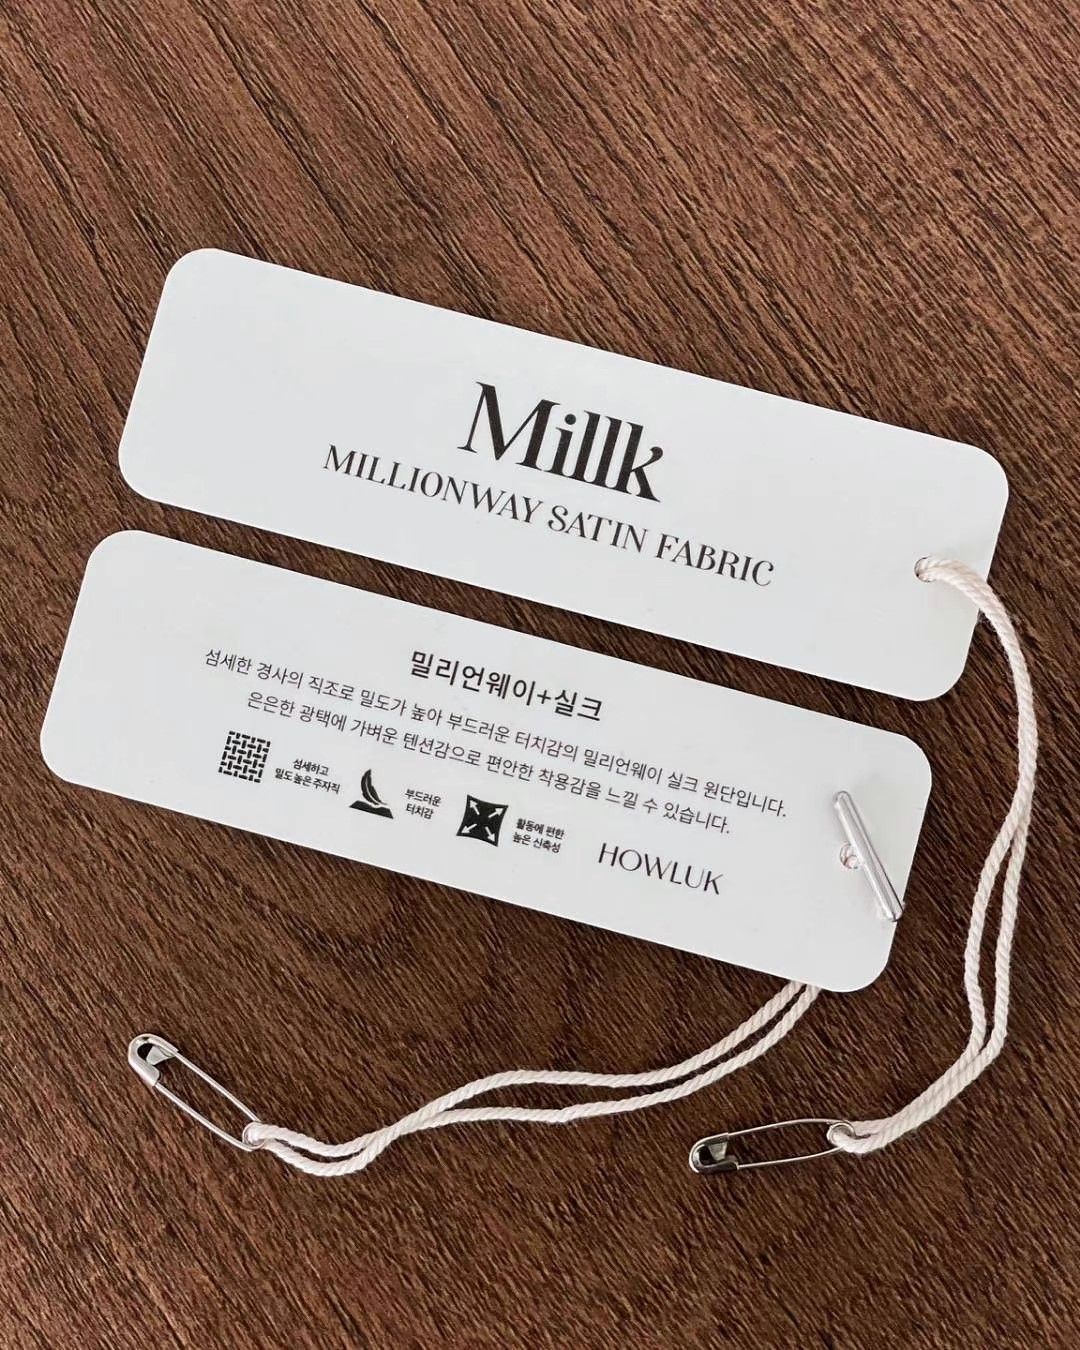 Millk
MILLIONWAY SATIN FABRIC
밀리언웨이+실크
섬세한 경사의 직조로 밀도가 높아 부드러운 터치감의 밀리언웨이 실크 원단입니다.
은은한 광택에 가벼운 텐션감으로 편안한 착용감을 느낄 수 있습니다.
섬세하고
밀도 높은 주자직
부드러운
터치감
활동에 편한
높은 신축성
HOWLUK